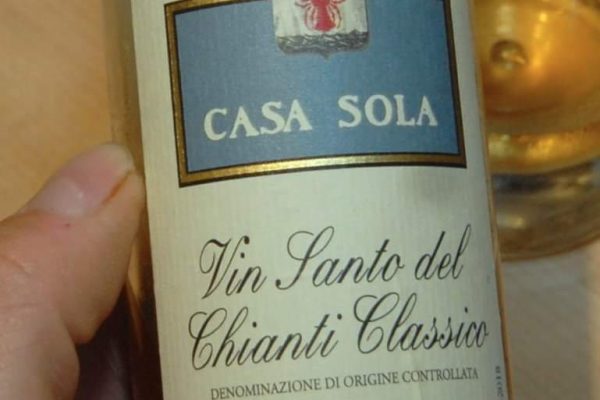 CASA SOLA
Vin Santo del
Chianti Classico
DENOMINAZIONE DI ORIGINE CONTROLLATA